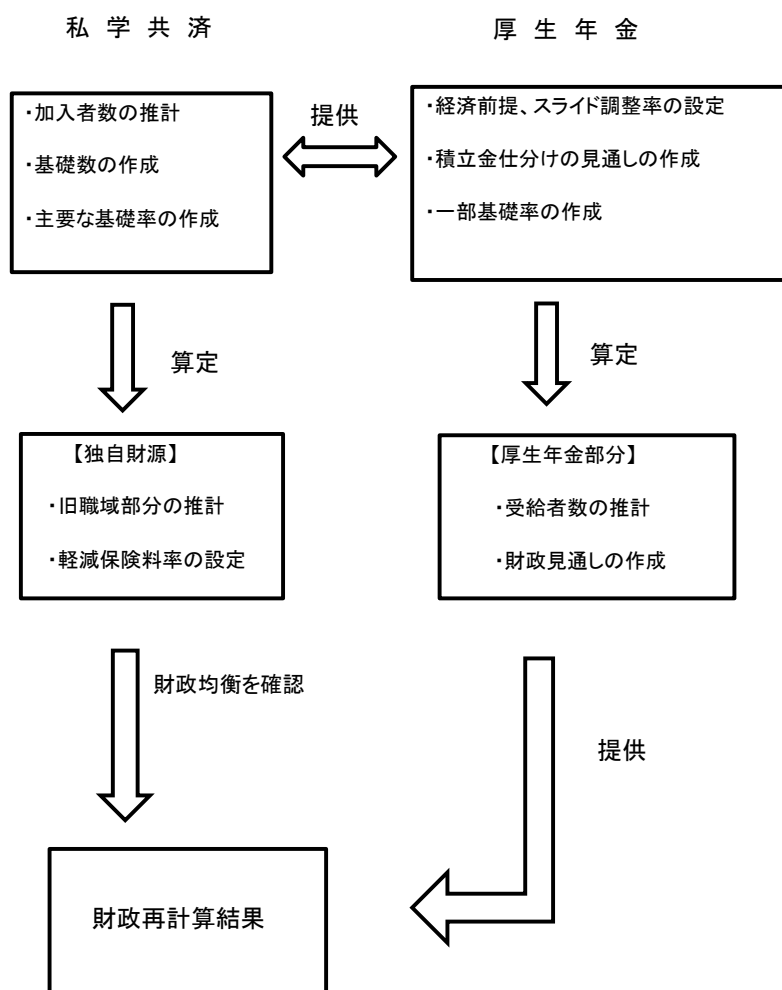 私 学 共 済
厚 生 年 金
・加入者数の推計
・基礎数の作成
・主要な基礎率の作成
提供
・経済前提、スライド調整率の設定
・積立金仕分けの見通しの作成
・一部基礎率の作成
算定
算定
【独自財源】
・旧職域部分の推計
・軽減保険料率の設定
【厚生年金部分】
・受給者数の推計
・財政見通しの作成
財政均衡を確認
提供
財政再計算結果